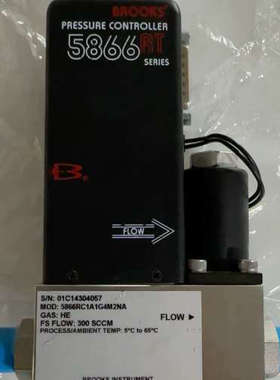 BROOKS®
PRESSURE CONTROLLER
5866RT
SERIES
B
FLOW
S/N: 01C14304057
MOD: 5866RC1A1G4M2NA
GAS: HE
FS FLOW: 300 SCCM
FLOW
PROCESS/AMBIENT TEMP: 5°C to 65°C
BROOKS INSTRUMENT